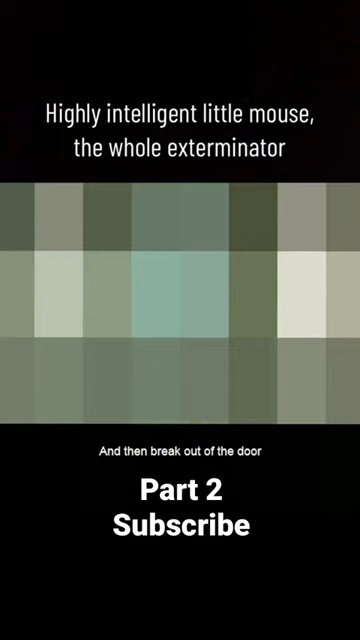 Highly intelligent little mouse,
the whole exterminator
And then break out of the door
Part 2
Subscribe